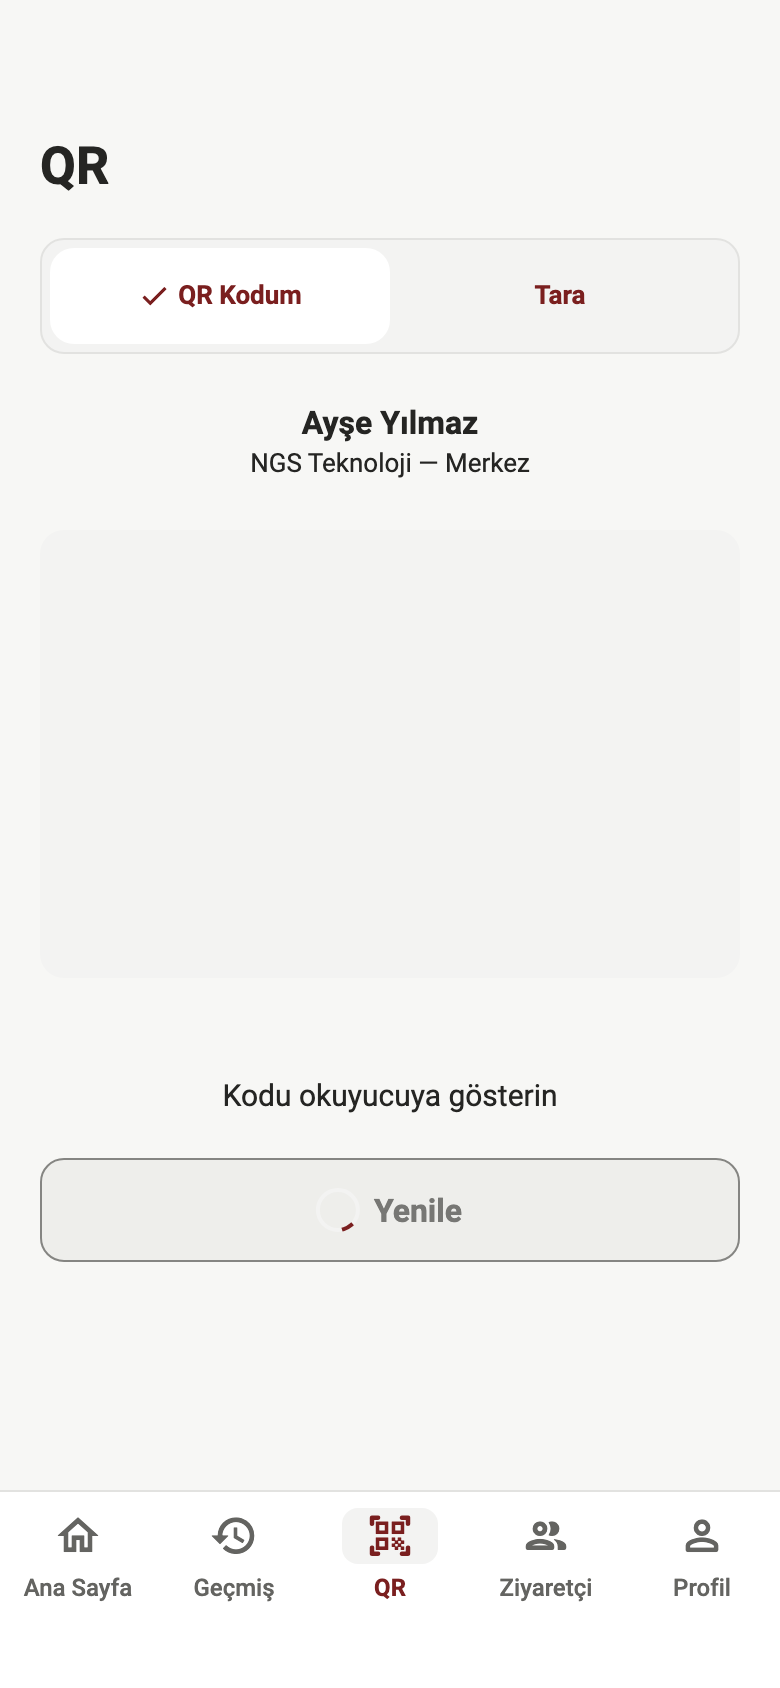 QR
QR Kodum
Tara
Ayşe Yılmaz
NGS Teknoloji — Merkez
Kodu okuyucuya gösterin
Yenile
Ana Sayfa
Geçmiş
QR
Ziyaretçi
Profil